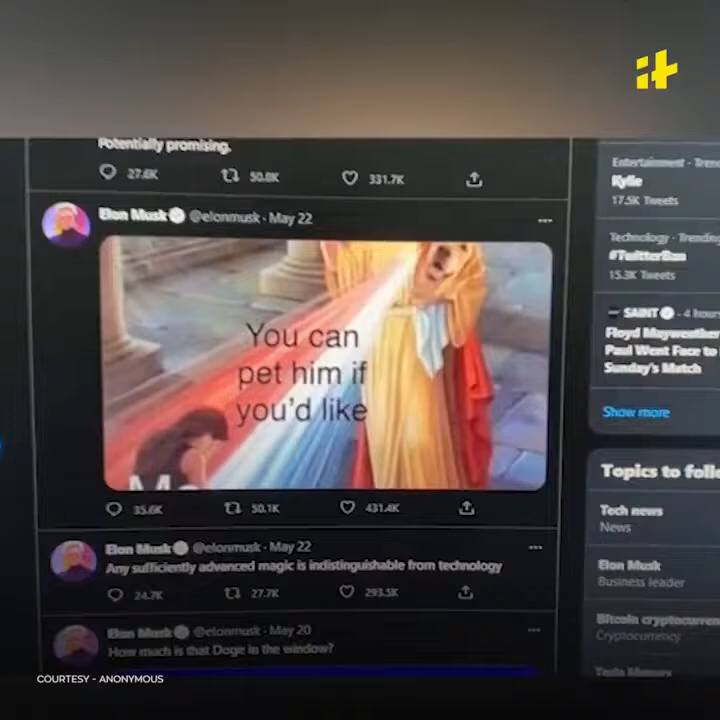 it
Potentially promising.
27.6K 50.8K 331.7K
Elon Musk @elonmusk · May 22
You can
pet him if
you'd like
Me
35.6K 50.1K 431.4K
Elon Musk @elonmusk · May 22
Any sufficiently advanced magic is indistinguishable from technology
24.7K 27.7K 293.5K
Elon Musk @elonmusk · May 20
How much is that Doge in the window?
Entertainment · Tren
Kylie
17.5K Tweets
Technology · Trending
#TwitterBan
15.3K Tweets
SAINT · 4 hours
Floyd Mayweather
Paul Went Face to
Sunday's Match
Show more
Topics to foll
Tech news
News
Elon Musk
Business leader
Bitcoin cryptocurren
Cryptocurrency
COURTESY - ANONYMOUS